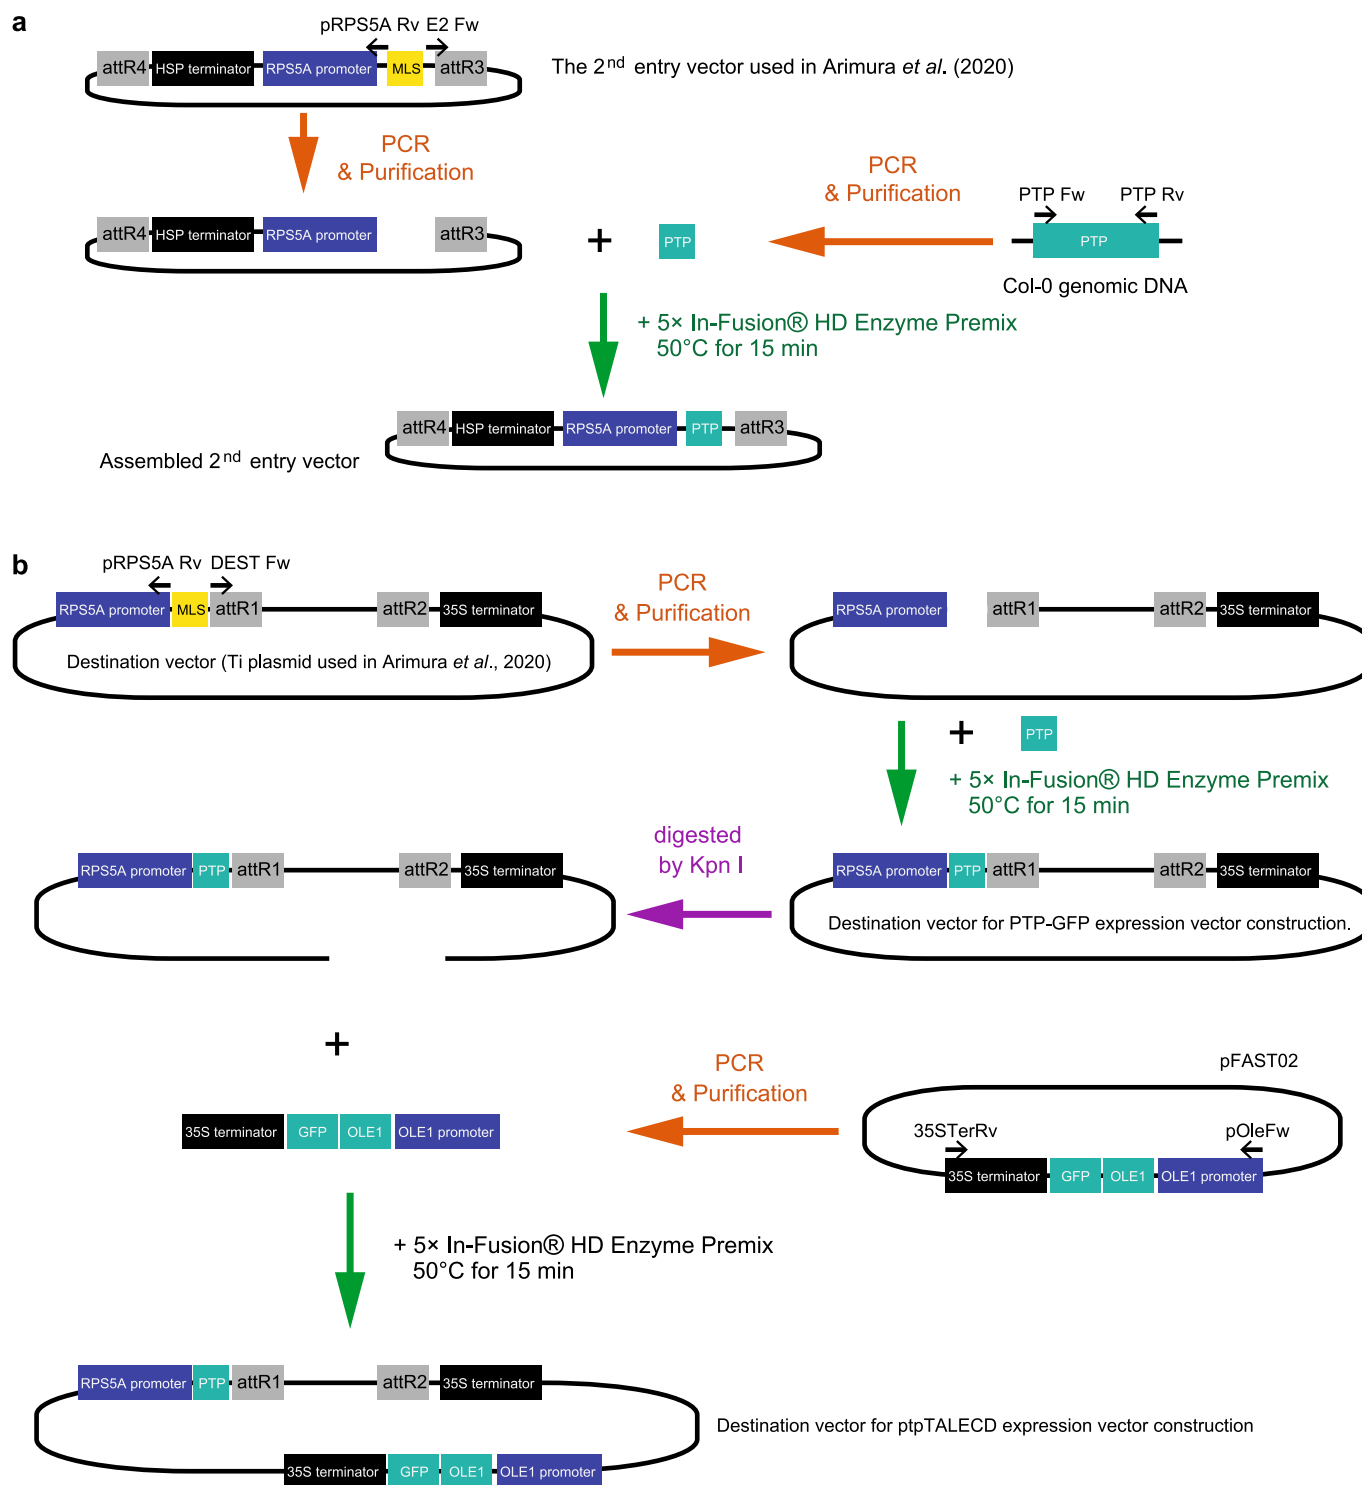 a
pRPS5A Rv E2 Fw
attR4 HSP terminator RPS5A promoter MLS attR3
The 2nd entry vector used in Arimura et al. (2020)
PCR
& Purification
PCR
& Purification
PTP Fw PTP Rv
PTP
Col-0 genomic DNA
attR4 HSP terminator RPS5A promoter attR3
+
PTP
+ 5× In-Fusion® HD Enzyme Premix
50°C for 15 min
attR4 HSP terminator RPS5A promoter PTP attR3
Assembled 2nd entry vector
b
pRPS5A Rv DEST Fw
RPS5A promoter MLS attR1 attR2 35S terminator
Destination vector (Ti plasmid used in Arimura et al., 2020)
PCR
& Purification
RPS5A promoter attR1 attR2 35S terminator
+
PTP
+ 5× In-Fusion® HD Enzyme Premix
50°C for 15 min
RPS5A promoter PTP attR1 attR2 35S terminator
Destination vector for PTP-GFP expression vector construction.
digested
by Kpn I
RPS5A promoter PTP attR1 attR2 35S terminator
+
pFAST02
35STerRv pOleFw
35S terminator GFP OLE1 OLE1 promoter
PCR
& Purification
35S terminator GFP OLE1 OLE1 promoter
+ 5× In-Fusion® HD Enzyme Premix
50°C for 15 min
RPS5A promoter PTP attR1 attR2 35S terminator
Destination vector for ptpTALECD expression vector construction
35S terminator GFP OLE1 OLE1 promoter